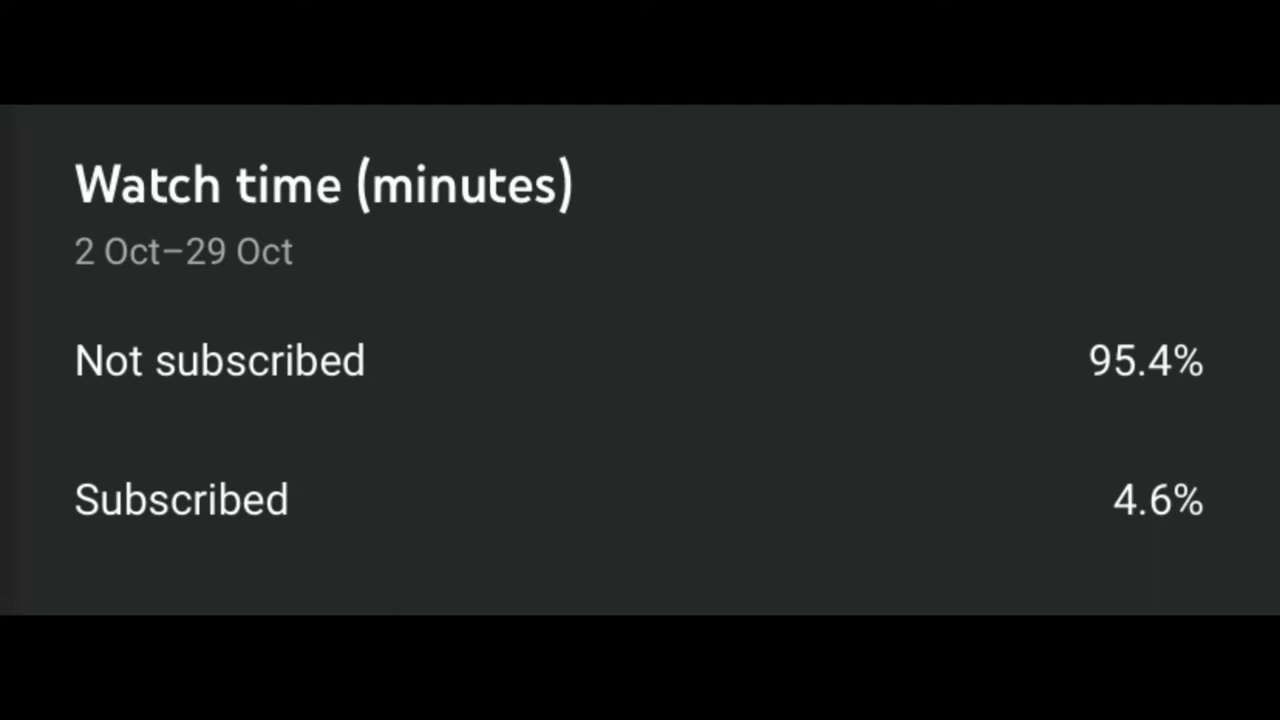 Watch time (minutes)
2 Oct–29 Oct
Not subscribed 95.4%
Subscribed 4.6%